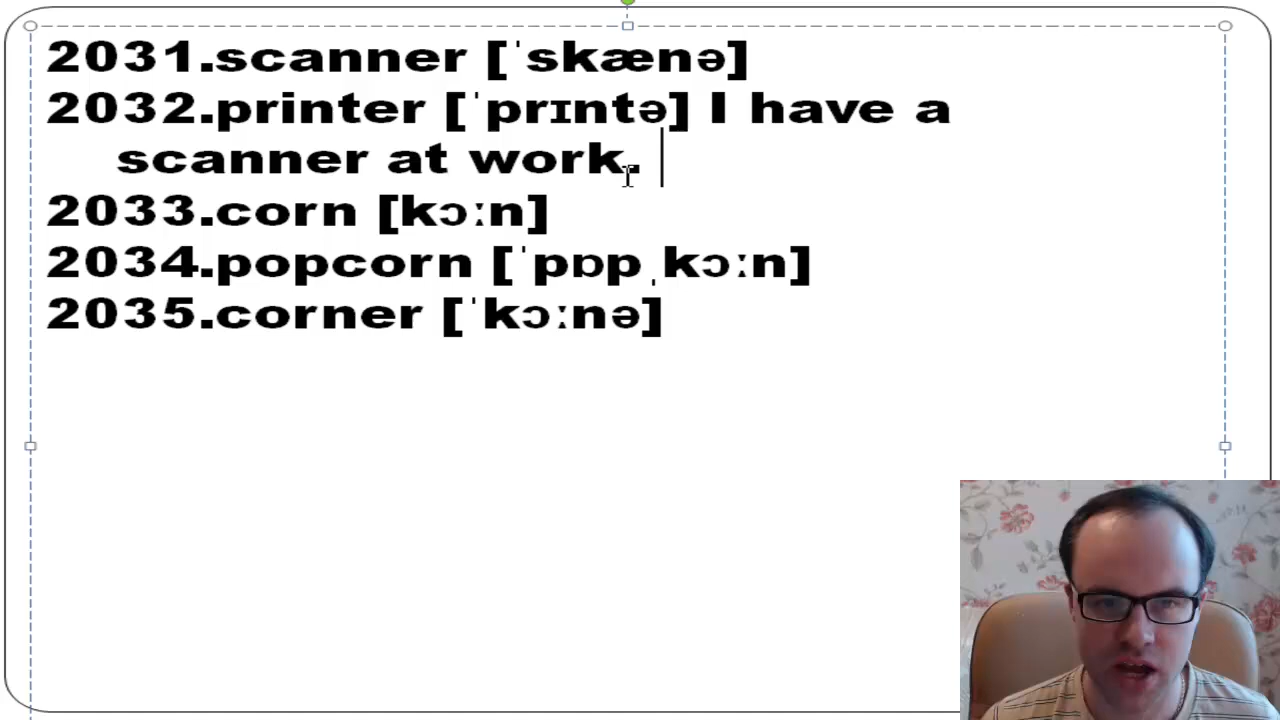 2031.scanner [ˈskænə]
2032.printer [ˈprɪntə] I have a
scanner at work.
2033.corn [kɔːn]
2034.popcorn [ˈpɒpˌkɔːn]
2035.corner [ˈkɔːnə]